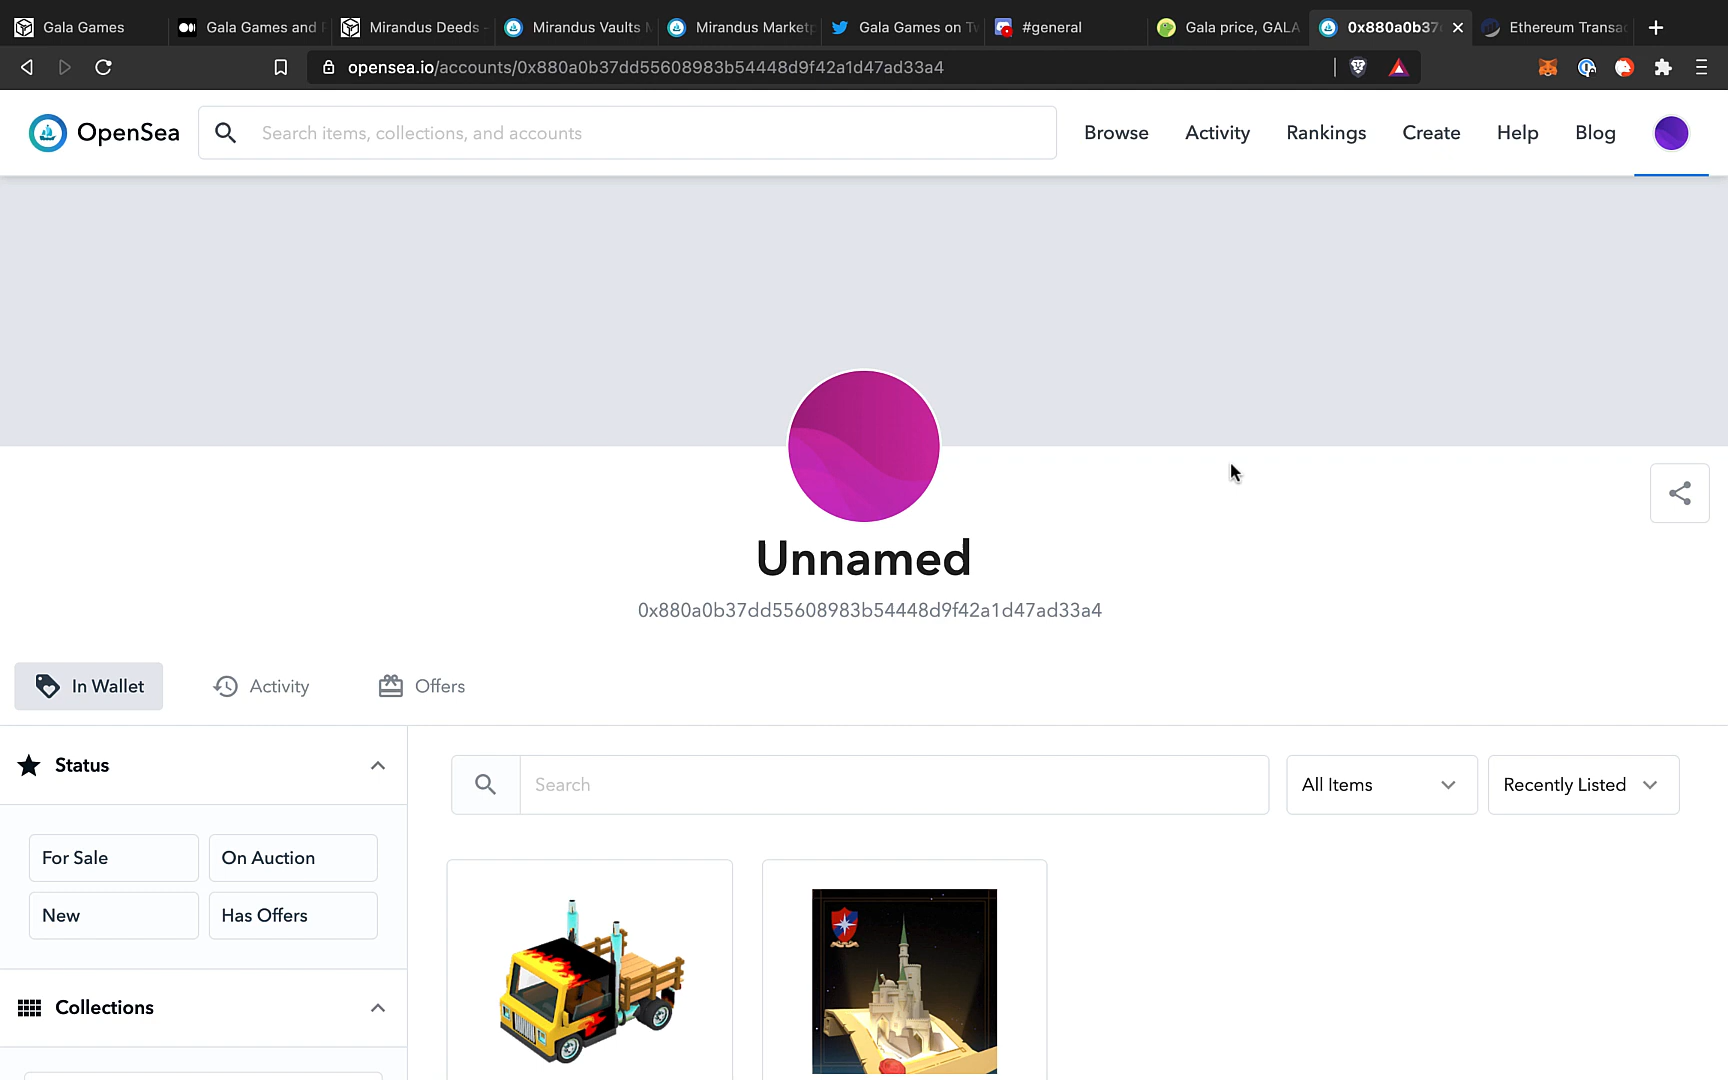 Gala Games
Gala Games and
Mirandus Deeds
Mirandus Vaults
Mirandus Market
Gala Games on Tw
#general
Gala price, GALA
0x880a0b37
Ethereum Transac
opensea.io/accounts/0x880a0b37dd55608983b54448d9f42a1d47ad33a4
OpenSea
Search items, collections, and accounts
Browse
Activity
Rankings
Create
Help
Blog
Unnamed
0x880a0b37dd55608983b54448d9f42a1d47ad33a4
In Wallet
Activity
Offers
Status
Search
All Items
Recently Listed
For Sale
On Auction
New
Has Offers
Collections